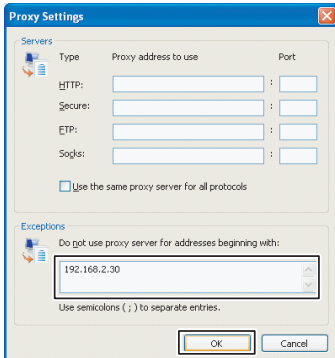 Proxy Settings
Servers
Type Proxy address to use Port
HTTP: :
Secure: :
FTP: :
Socks: :
Use the same proxy server for all protocols
Exceptions
Do not use proxy server for addresses beginning with:
192.168.2.30
Use semicolons ( ; ) to separate entries.
OK Cancel